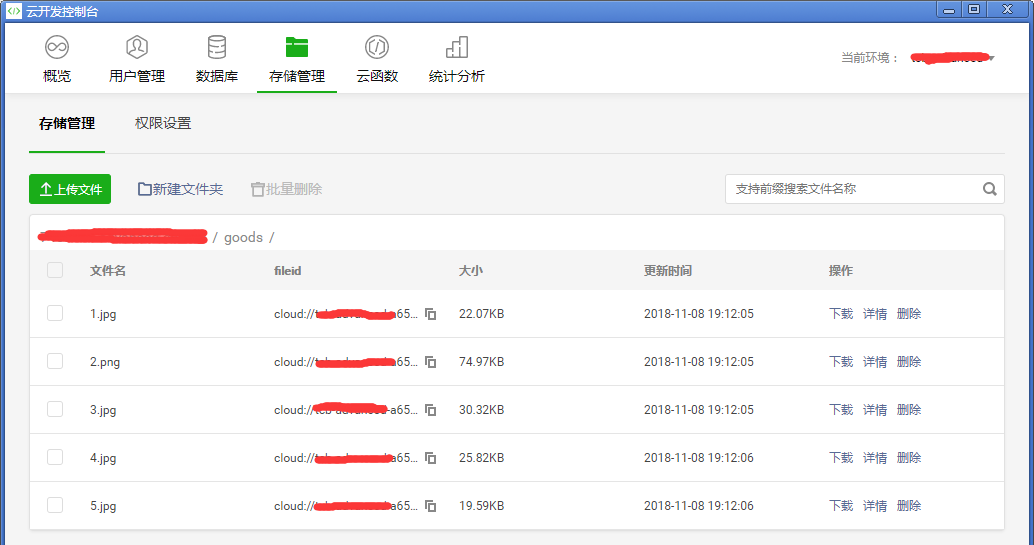 云开发控制台
概览 用户管理 数据库 存储管理 云函数 统计分析 当前环境：
存储管理 权限设置
上传文件 新建文件夹 批量删除 支持前缀搜索文件名称
/ goods /
文件名 fileid 大小 更新时间 操作
1.jpg cloud:// a65... 22.07KB 2018-11-08 19:12:05 下载 详情 删除
2.png cloud:// a65... 74.97KB 2018-11-08 19:12:05 下载 详情 删除
3.jpg cloud:// a65... 30.32KB 2018-11-08 19:12:05 下载 详情 删除
4.jpg cloud:// a65... 25.82KB 2018-11-08 19:12:06 下载 详情 删除
5.jpg cloud:// a65... 19.59KB 2018-11-08 19:12:06 下载 详情 删除